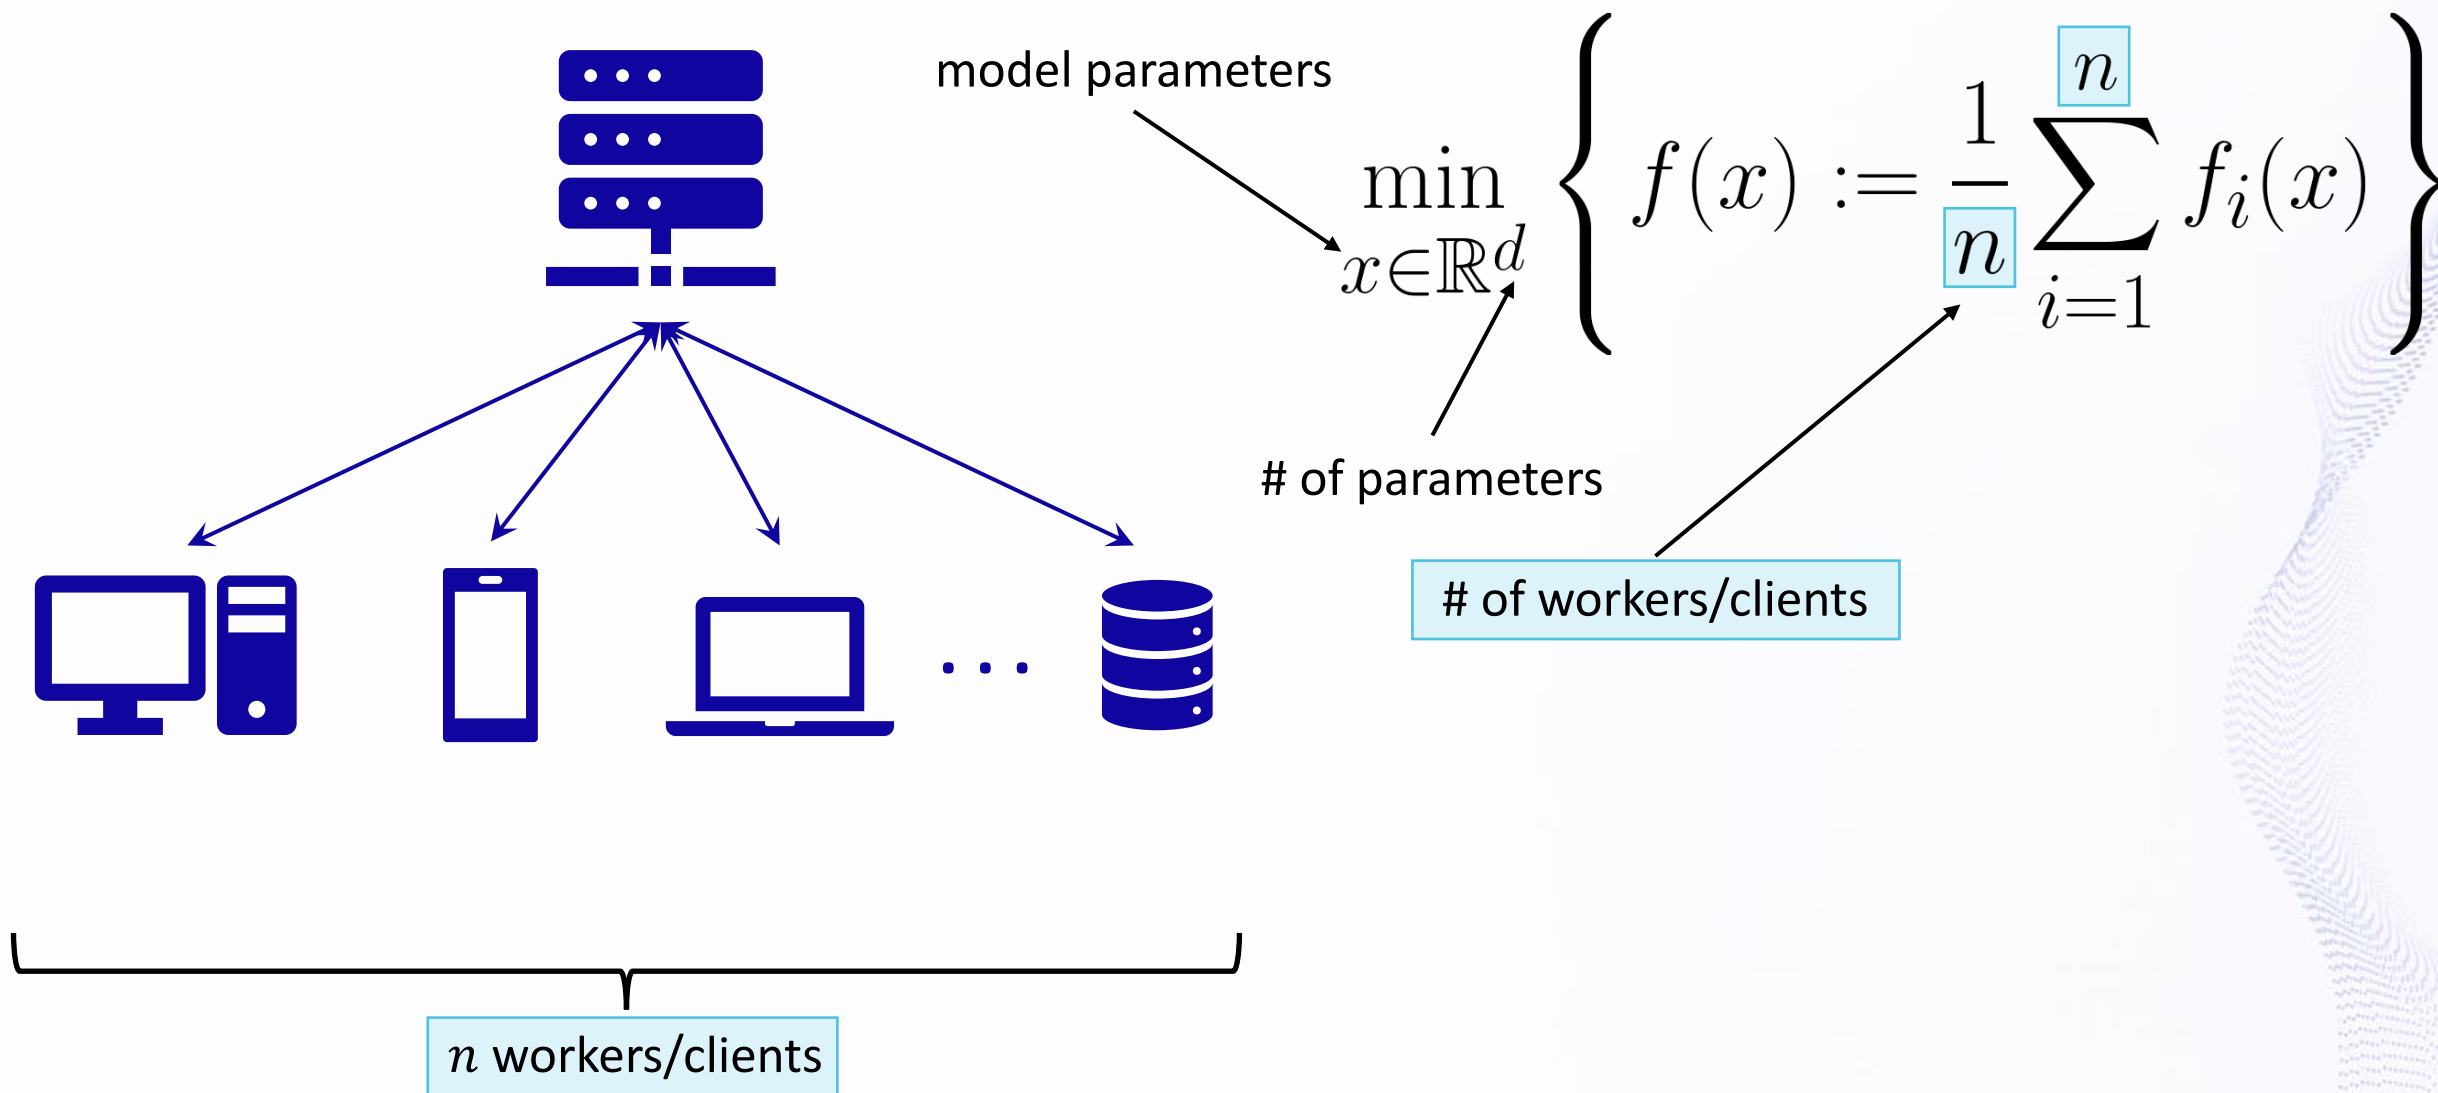 model parameters
min x∈ℝ^d { f(x) := 1/n ∑_{i=1}^{n} f_i(x) }
# of parameters
# of workers/clients
. . .
n workers/clients